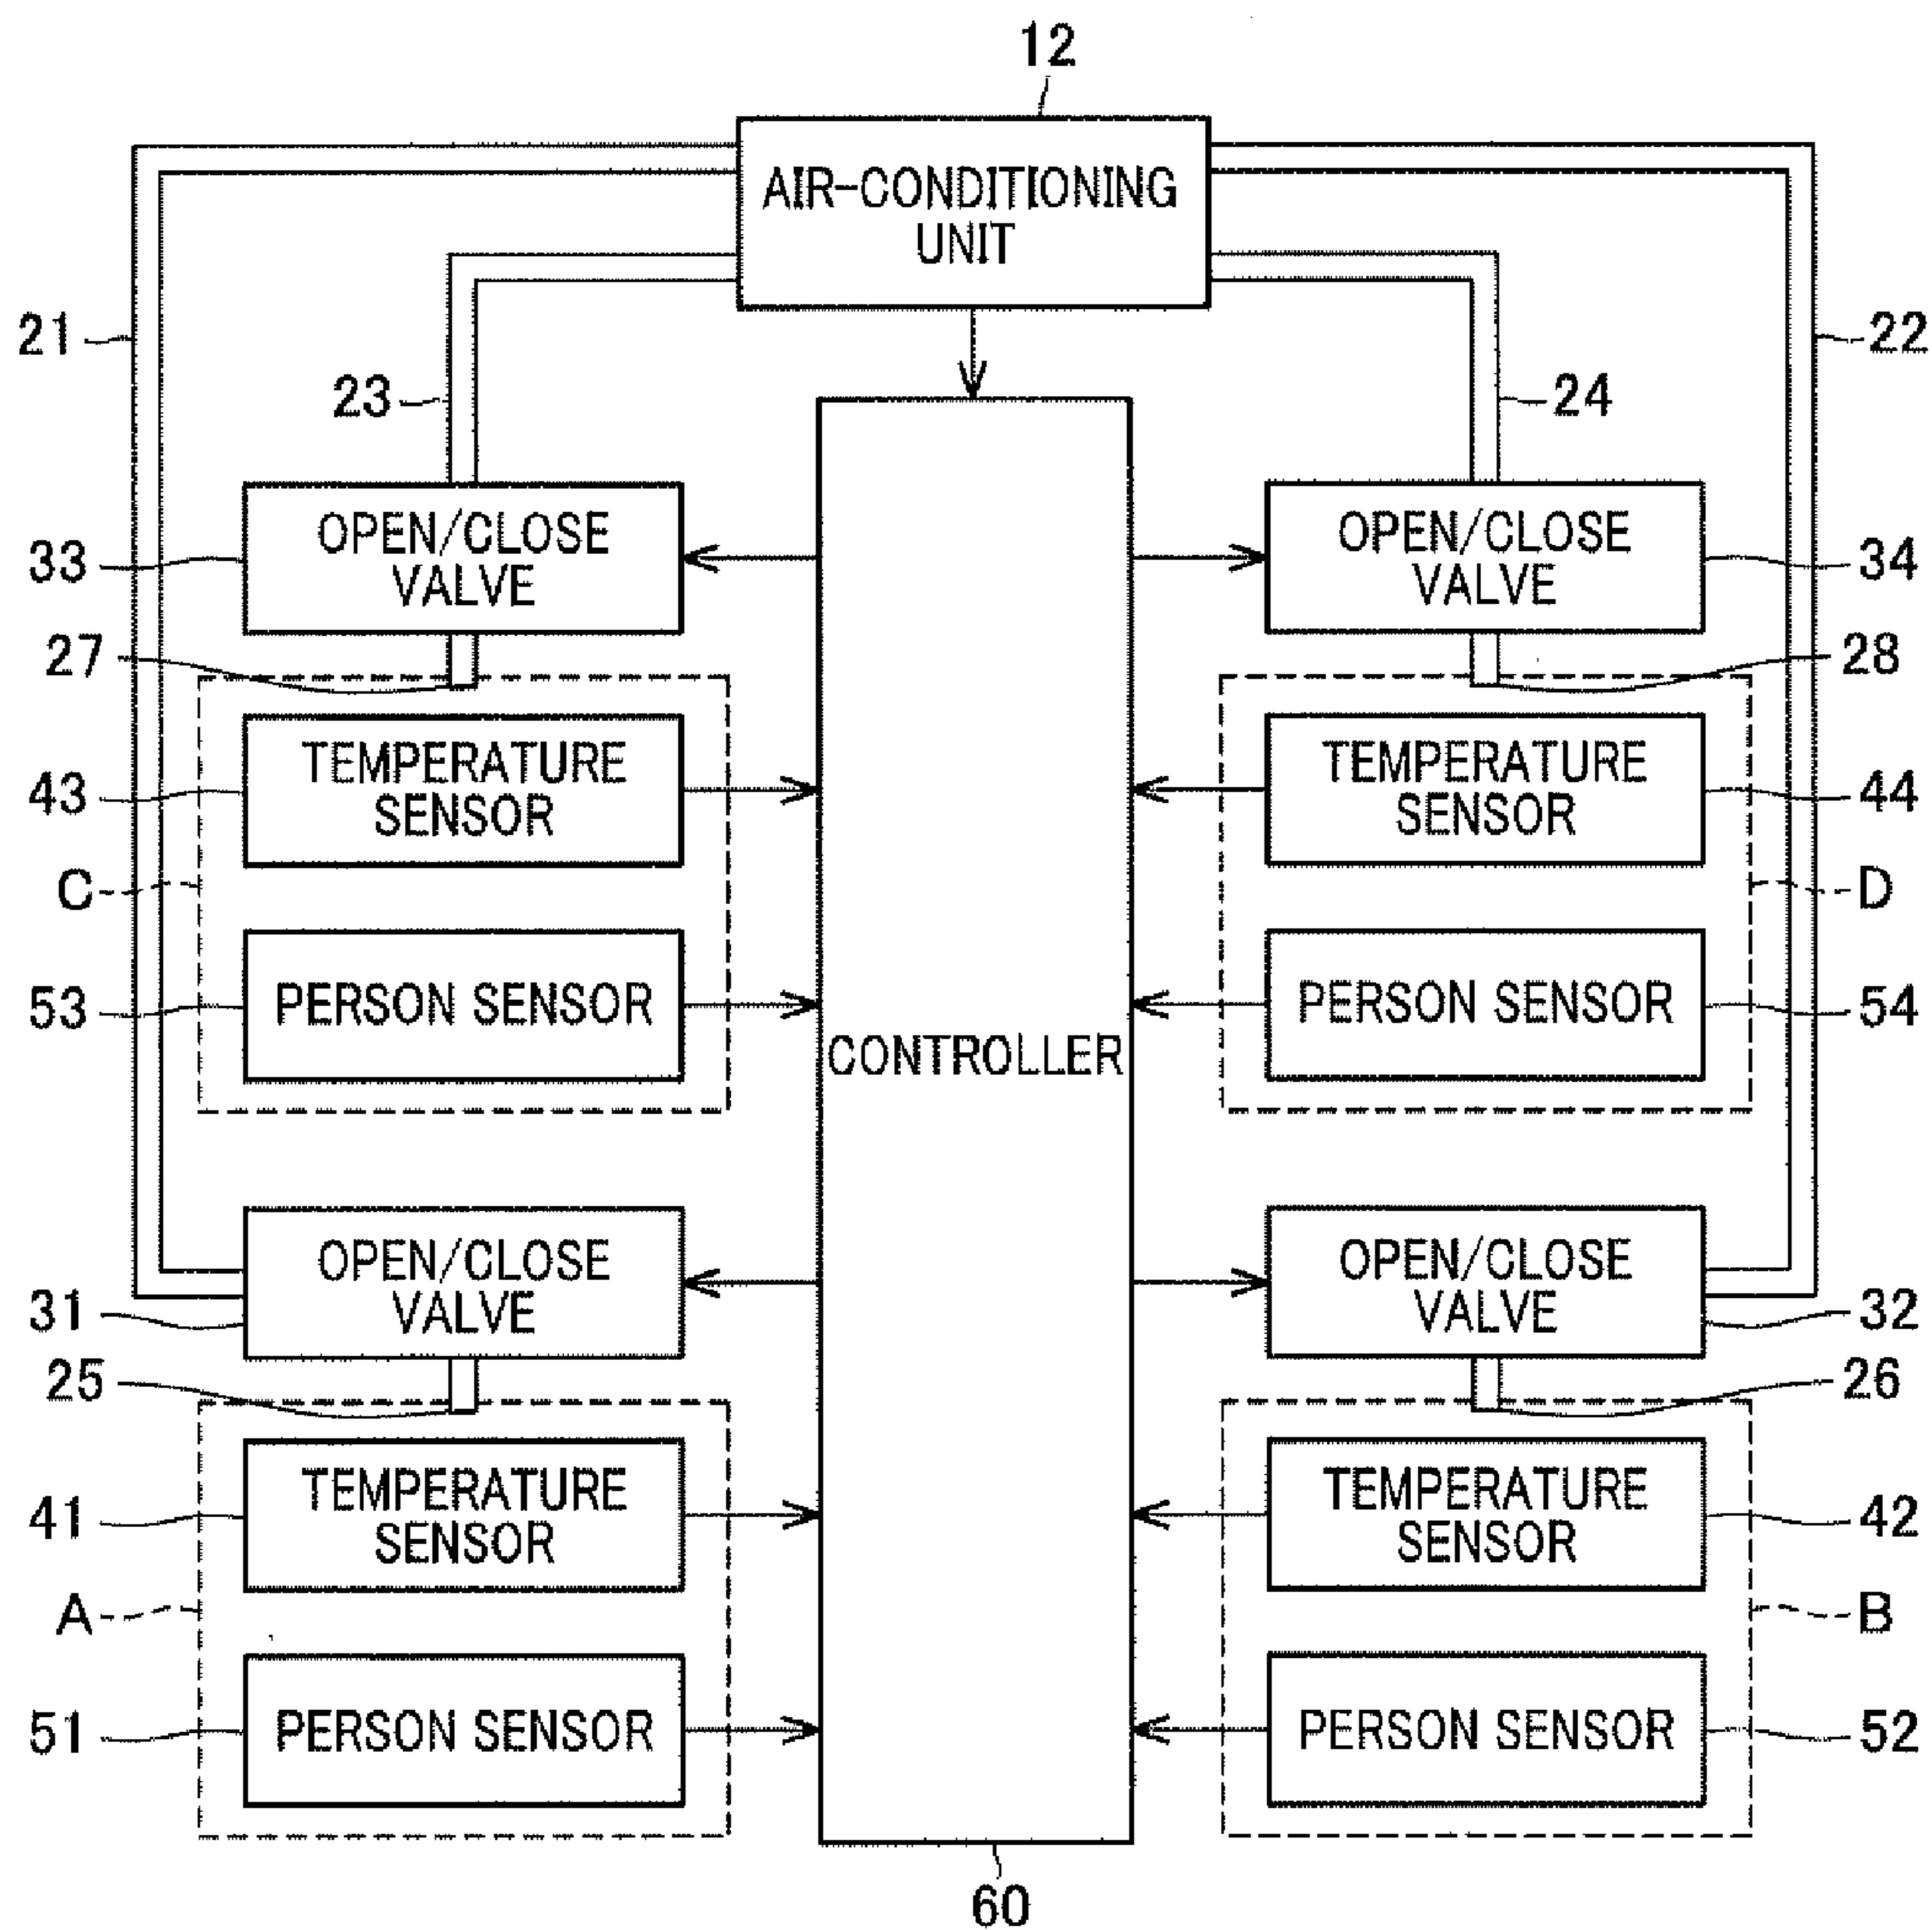 12
AIR-CONDITIONING
UNIT
21
22
23
24
33
OPEN/CLOSE
VALVE
OPEN/CLOSE
VALVE
34
27
28
43
TEMPERATURE
SENSOR
TEMPERATURE
SENSOR
44
C
D
53
PERSON SENSOR
PERSON SENSOR
54
CONTROLLER
31
OPEN/CLOSE
VALVE
OPEN/CLOSE
VALVE
32
25
26
41
TEMPERATURE
SENSOR
TEMPERATURE
SENSOR
42
A
B
51
PERSON SENSOR
PERSON SENSOR
52
60